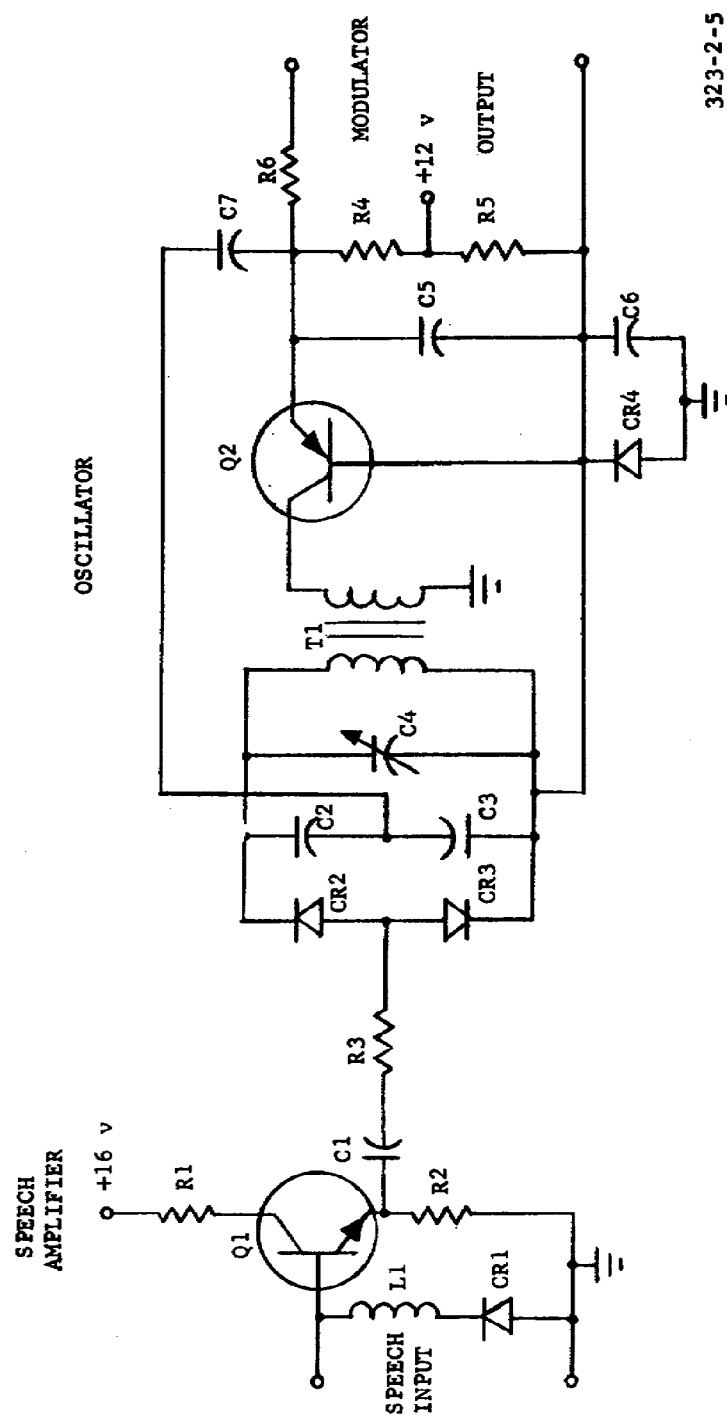 SPEECH
AMPLIFIER
OSCILLATOR
+16 v
R1
Q1
L1
SPEECH
INPUT
CR1
R2
C1
R3
CR2
CR3
C2
C3
C4
T1
Q2
C7
R6
MODULATOR
R4
+12 v
OUTPUT
R5
C5
C6
CR4
323-2-5